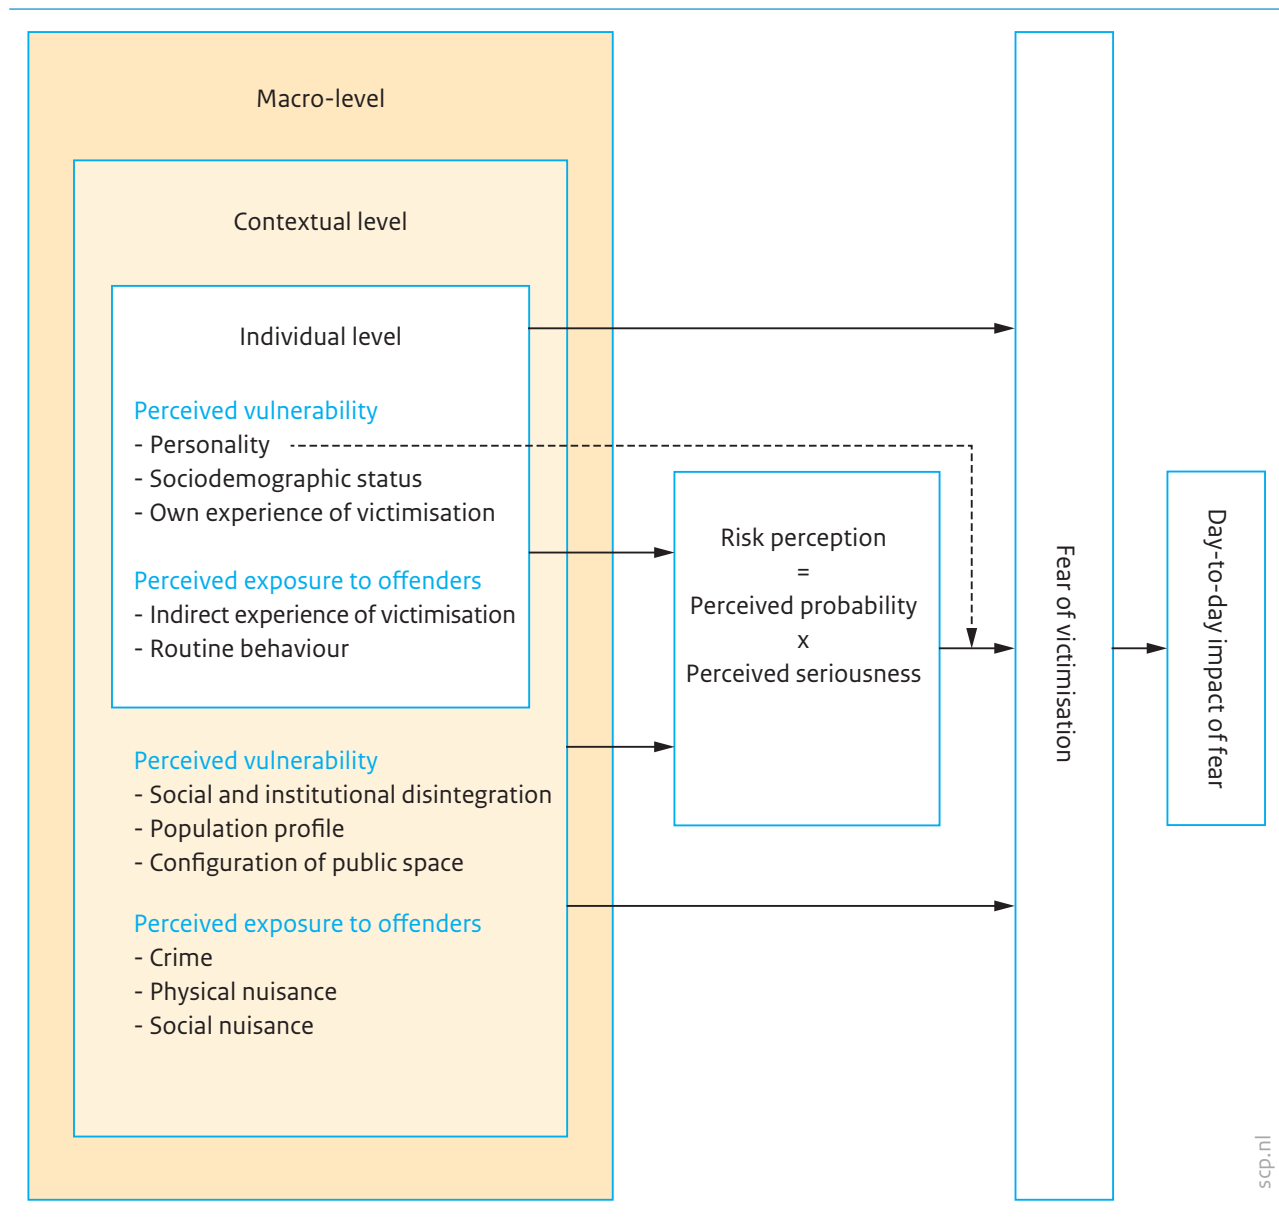 Macro-level
Contextual level
Individual level
Perceived vulnerability
- Personality
- Sociodemographic status
- Own experience of victimisation
Perceived exposure to offenders
- Indirect experience of victimisation
- Routine behaviour
Perceived vulnerability
- Social and institutional disintegration
- Population profile
- Configuration of public space
Perceived exposure to offenders
- Crime
- Physical nuisance
- Social nuisance
Risk perception
=
Perceived probability
x
Perceived seriousness
Fear of victimisation
Day-to-day impact of fear
scp.nl